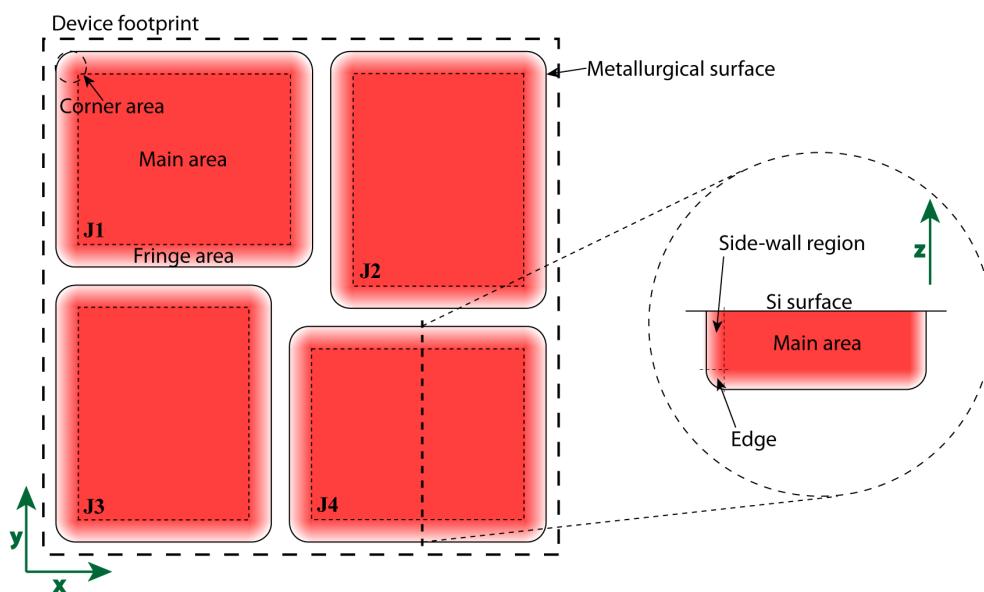 Device footprint
Metallurgical surface
Corner area
Main area
J1
Fringe area
J2
J3
J4
y
x
z
Side-wall region
Si surface
Main area
Edge